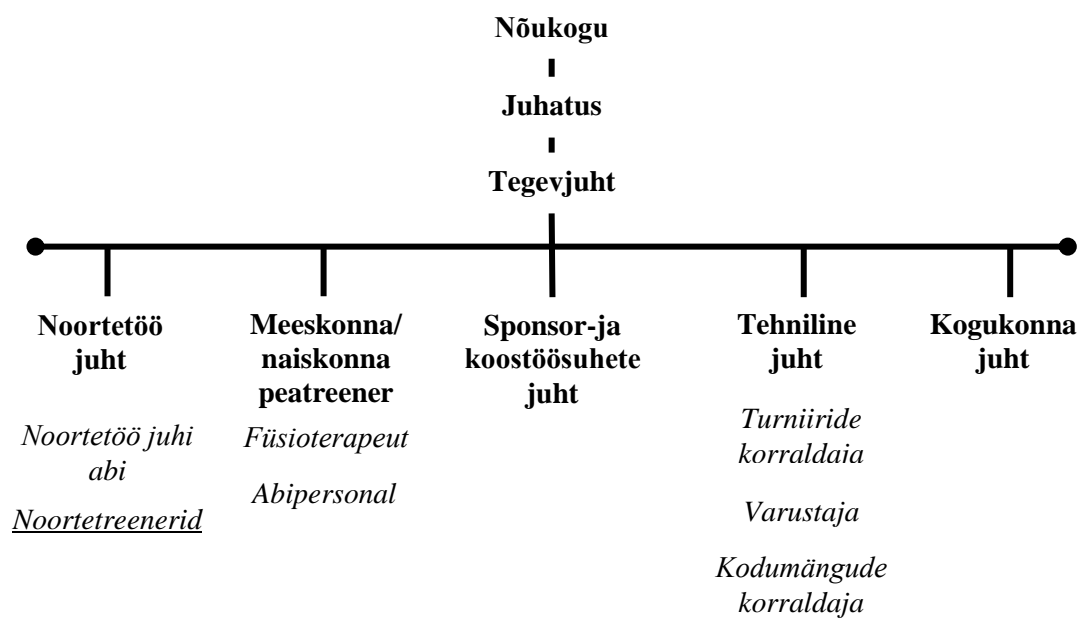 Nõukogu
Juhatus
Tegevjuht
Noortetöö
juht
Noortetöö juhi
abi
Noortetreenerid
Meeskonna/
naiskonna
peatreener
Füsioterapeut
Abipersonal
Sponsor-ja
koostöösuhete
juht
Tehniline
juht
Turniiride
korraldaia
Varustaja
Kodumängude
korraldaja
Kogukonna
juht